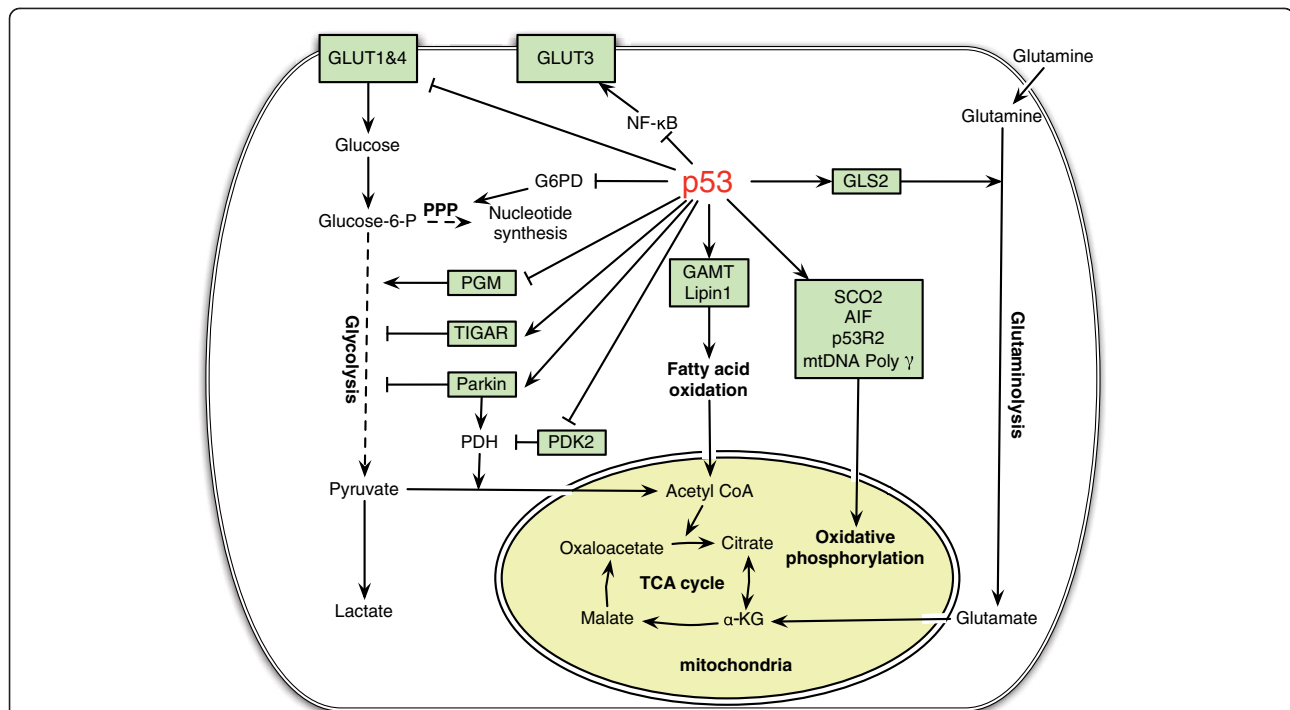 GLUT1&4
GLUT3
Glutamine
Glutamine
NF-κB
Glucose
p53
GLS2
G6PD
PPP
Glucose-6-P
Nucleotide
synthesis
GAMT
Lipin1
PGM
SCO2
AIF
p53R2
mtDNA Poly γ
TIGAR
Glycolysis
Glutaminolysis
Fatty acid
oxidation
Parkin
PDH
PDK2
Pyruvate
Acetyl CoA
Oxaloacetate
Citrate
Oxidative
phosphorylation
TCA cycle
Lactate
Malate
α-KG
Glutamate
mitochondria